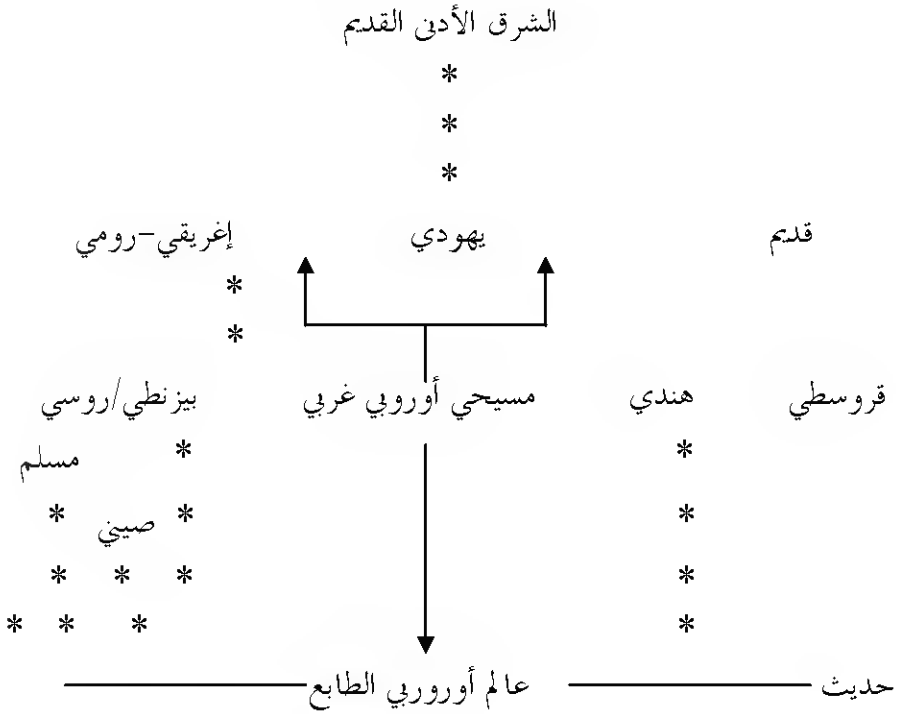 الشرق الأدنى القديم
*
*
*
قديم يهودي إغريقي-رومي
*
*
قروسطي هندي مسيحي أوروبي غربي بيزنطي/روسي
* *
مسلم
* * صيني *
* * * *
* * * *
حديث عالم أوروربي الطابع